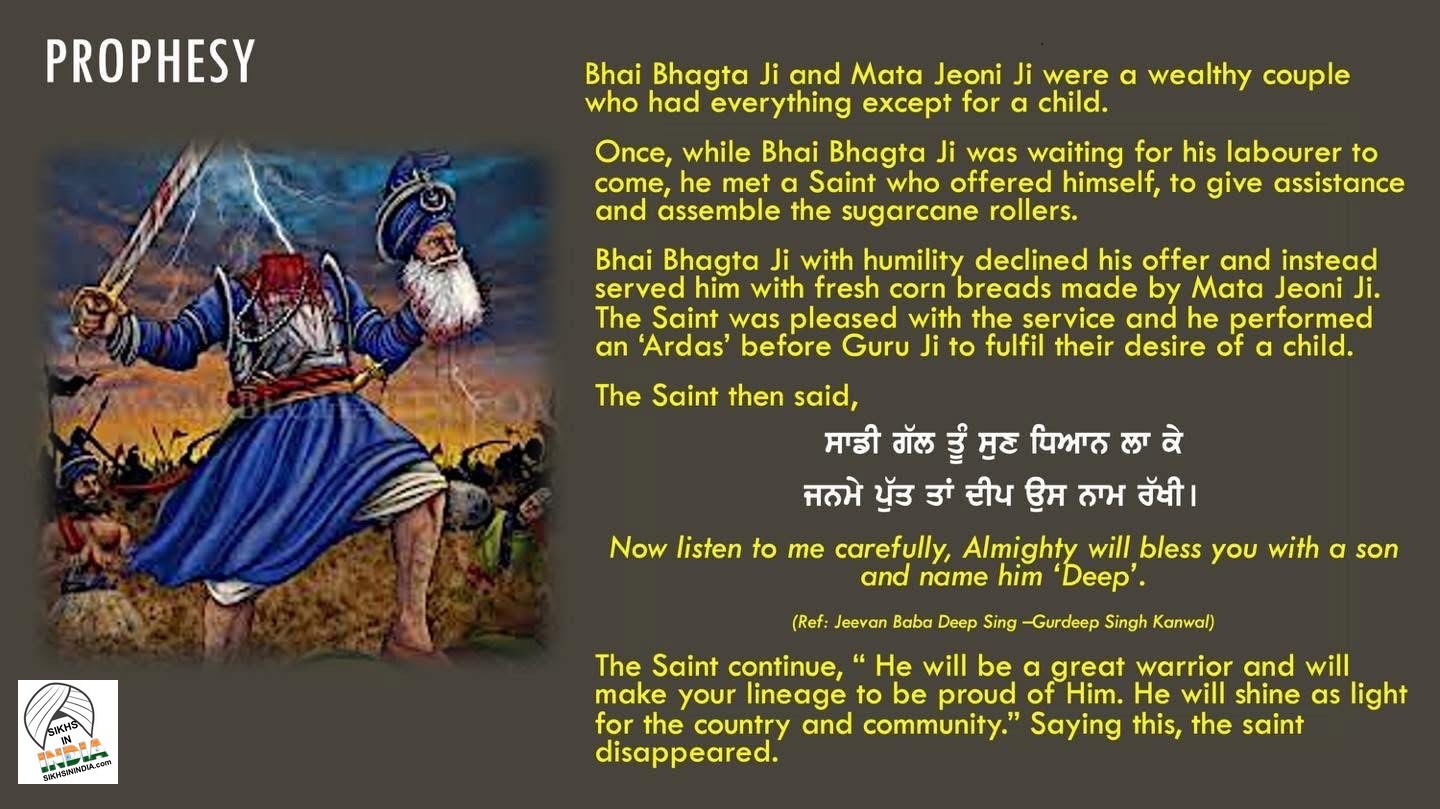 PROPHESY
Bhai Bhagta Ji and Mata Jeoni Ji were a wealthy couple
who had everything except for a child.
Once, while Bhai Bhagta Ji was waiting for his labourer to
come, he met a Saint who offered himself, to give assistance
and assemble the sugarcane rollers.
Bhai Bhagta Ji with humility declined his offer and instead
served him with fresh corn breads made by Mata Jeoni Ji.
The Saint was pleased with the service and he performed
an ‘Ardas’ before Guru Ji to fulfil their desire of a child.
The Saint then said,
ਸਾਡੀ ਗੱਲ ਤੂੰ ਸੁਣ ਧਿਆਨ ਲਾ ਕੇ
ਜਨਮੇ ਪੁੱਤ ਤਾਂ ਦੀਪ ਉਸ ਨਾਮ ਰੱਖੀ।
Now listen to me carefully, Almighty will bless you with a son
and name him ‘Deep’.
(Ref: Jeevan Baba Deep Sing –Gurdeep Singh Kanwal)
The Saint continue, “ He will be a great warrior and will
make your lineage to be proud of Him. He will shine as light
for the country and community.” Saying this, the saint
disappeared.
SIKHS
IN
INDIA
SIKHSININDIA.com